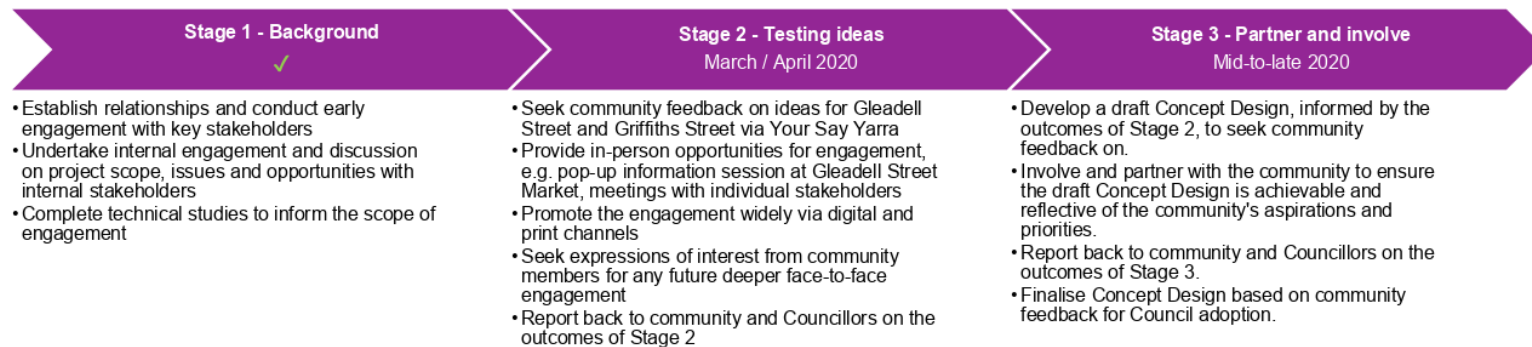 Stage 1 - Background
✓
• Establish relationships and conduct early
engagement with key stakeholders
• Undertake internal engagement and discussion
on project scope, issues and opportunities with
internal stakeholders
• Complete technical studies to inform the scope of
engagement
Stage 2 - Testing ideas
March / April 2020
• Seek community feedback on ideas for Gleadell
Street and Griffiths Street via Your Say Yarra
• Provide in-person opportunities for engagement,
e.g. pop-up information session at Gleadell Street
Market, meetings with individual stakeholders
• Promote the engagement widely via digital and
print channels
• Seek expressions of interest from community
members for any future deeper face-to-face
engagement
• Report back to community and Councillors on the
outcomes of Stage 2
Stage 3 - Partner and involve
Mid-to-late 2020
• Develop a draft Concept Design, informed by the
outcomes of Stage 2, to seek community
feedback on.
• Involve and partner with the community to ensure
the draft Concept Design is achievable and
reflective of the community's aspirations and
priorities.
• Report back to community and Councillors on the
outcomes of Stage 3.
• Finalise Concept Design based on community
feedback for Council adoption.